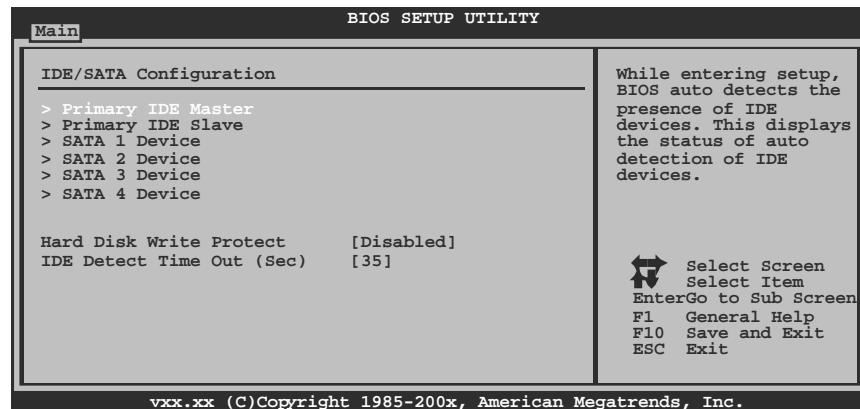 BIOS SETUP UTILITY
Main
IDE/SATA Configuration
> Primary IDE Master
> Primary IDE Slave
> SATA 1 Device
> SATA 2 Device
> SATA 3 Device
> SATA 4 Device
Hard Disk Write Protect [Disabled]
IDE Detect Time Out (Sec) [35]
While entering setup,
BIOS auto detects the
presence of IDE
devices. This displays
the status of auto
detection of IDE
devices.
Select Screen
Select Item
EnterGo to Sub Screen
F1 General Help
F10 Save and Exit
ESC Exit
vxx.xx (C)Copyright 1985-200x, American Megatrends, Inc.